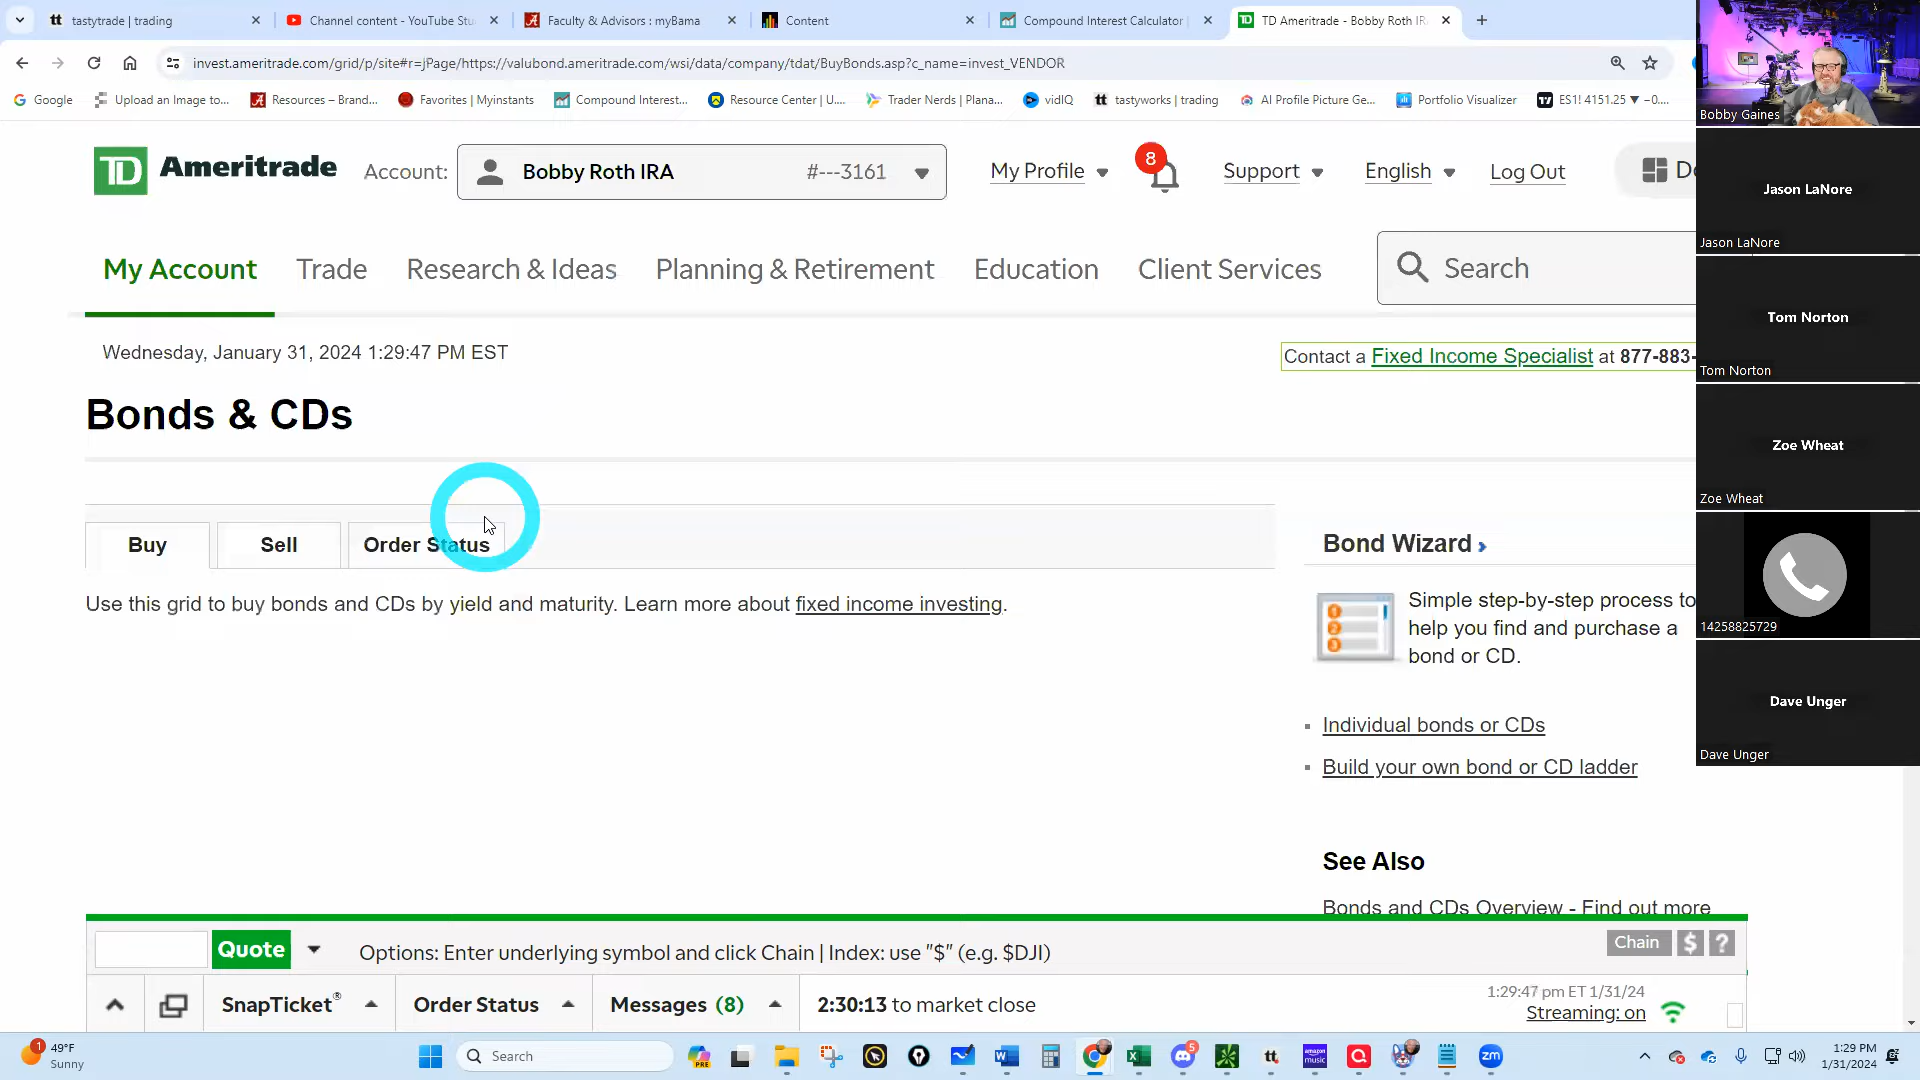 tastytrade | trading
Channel content - YouTube Stu
Faculty & Advisors : myBama
Content
Compound Interest Calculator
TD Ameritrade - Bobby Roth IR
invest.ameritrade.com/grid/p/site#r=jPage/https://valubond.ameritrade.com/wsi/data/company/tdat/BuyBonds.asp?c_name=invest_VENDOR
Google
Upload an Image to...
Resources – Brand...
Favorites | Myinstants
Compound Interest...
Resource Center | U....
Trader Nerds | Plana...
vidIQ
tastyworks | trading
AI Profile Picture Ge...
Portfolio Visualizer
ES1! 4151.25 ▼ −0....
TD Ameritrade
Account:
Bobby Roth IRA
#---3161
My Profile
8
Support
English
Log Out
My Account
Trade
Research & Ideas
Planning & Retirement
Education
Client Services
Search
Wednesday, January 31, 2024 1:29:47 PM EST
Contact a Fixed Income Specialist at 877-883-
Bonds & CDs
Buy
Sell
Order Status
Use this grid to buy bonds and CDs by yield and maturity. Learn more about fixed income investing.
Bond Wizard ›
Simple step-by-step process to
help you find and purchase a
bond or CD.
Individual bonds or CDs
Build your own bond or CD ladder
See Also
Bonds and CDs Overview - Find out more
Quote
Options: Enter underlying symbol and click Chain | Index: use "$" (e.g. $DJI)
Chain
$
?
SnapTicket®
Order Status
Messages (8)
2:30:13 to market close
1:29:47 pm ET 1/31/24
Streaming: on
Bobby Gaines
Jason LaNore
Jason LaNore
Tom Norton
Tom Norton
Zoe Wheat
Zoe Wheat
14258825729
Dave Unger
Dave Unger
1
49°F
Sunny
Search
PRE
5
tt
amazon music
zm
1:29 PM
1/31/2024